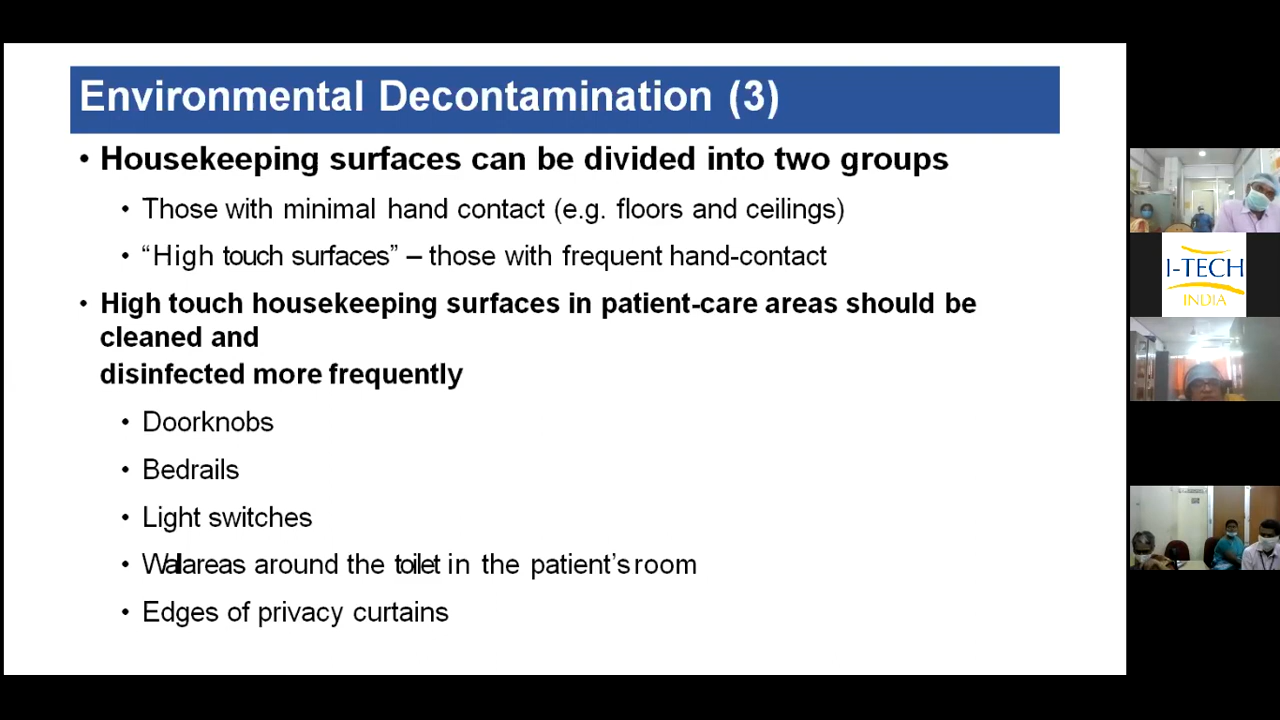 Environmental Decontamination (3)
• Housekeeping surfaces can be divided into two groups
• Those with minimal hand contact (e.g. floors and ceilings)
• “High touch surfaces” – those with frequent hand-contact
• High touch housekeeping surfaces in patient-care areas should be
cleaned and
disinfected more frequently
• Doorknobs
• Bedrails
• Light switches
• Wall areas around the toilet in the patient’s room
• Edges of privacy curtains
I-TECH
INDIA